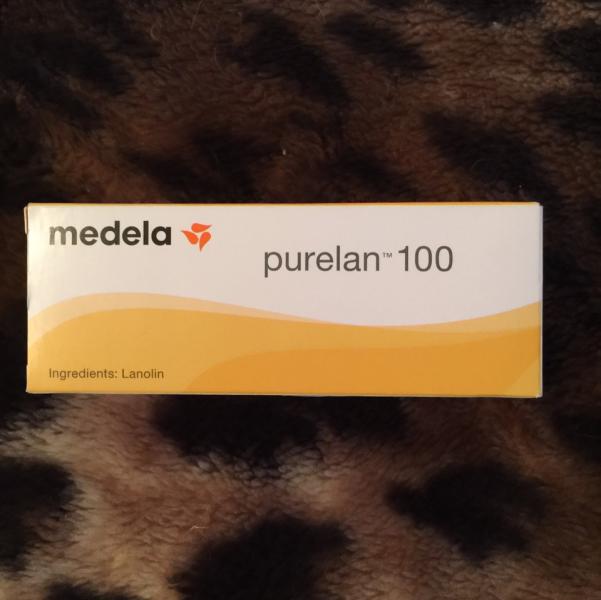 medela
purelan™ 100
Ingredients: Lanolin